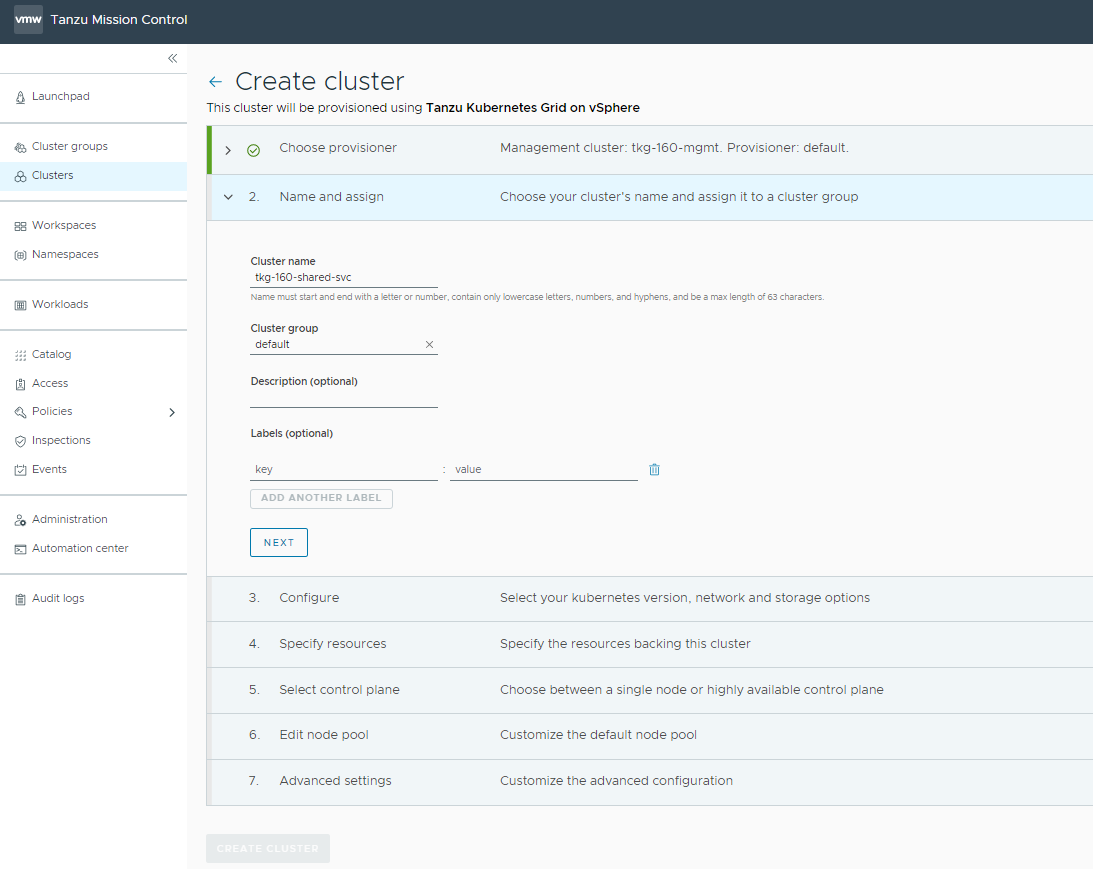 vmw Tanzu Mission Control
Launchpad
Cluster groups
Clusters
Workspaces
Namespaces
Workloads
Catalog
Access
Policies
Inspections
Events
Administration
Automation center
Audit logs
Create cluster
This cluster will be provisioned using Tanzu Kubernetes Grid on vSphere
Choose provisioner Management cluster: tkg-160-mgmt. Provisioner: default.
2. Name and assign Choose your cluster's name and assign it to a cluster group
Cluster name
tkg-160-shared-svc
Name must start and end with a letter or number, contain only lowercase letters, numbers, and hyphens, and be a max length of 63 characters.
Cluster group
default
Description (optional)
Labels (optional)
key : value
ADD ANOTHER LABEL
NEXT
3. Configure Select your kubernetes version, network and storage options
4. Specify resources Specify the resources backing this cluster
5. Select control plane Choose between a single node or highly available control plane
6. Edit node pool Customize the default node pool
7. Advanced settings Customize the advanced configuration
CREATE CLUSTER